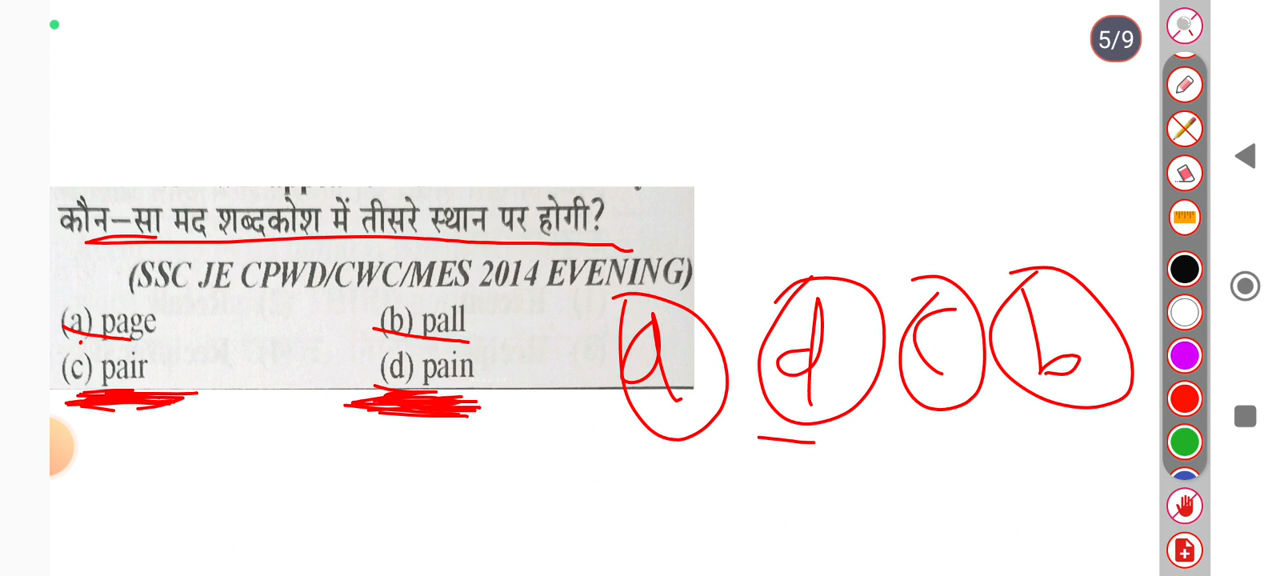 5/9
कौन–सा मद शब्दकोश में तीसरे स्थान पर होगी?
(SSC JE CPWD/CWC/MES 2014 EVENING)
(a) page (b) pall
(c) pair (d) pain
a d c b